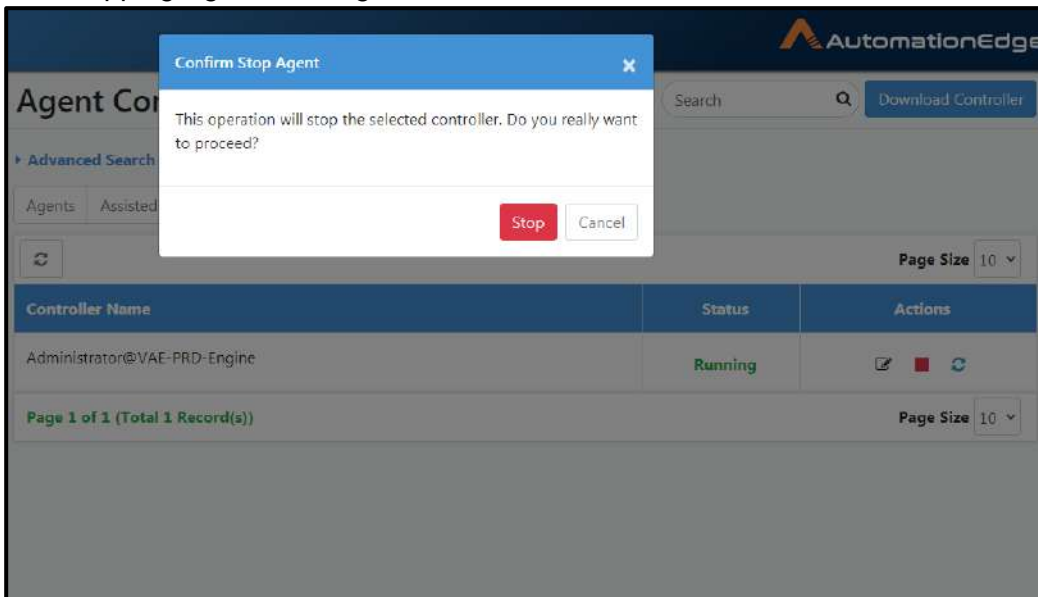 AutomationEdge
Confirm Stop Agent
This operation will stop the selected controller. Do you really want
to proceed?
Stop Cancel
Agent Co
Search Download Controller
Advanced Search
Agents Assisted
Page Size 10
Controller Name Status Actions
Administrator@VAE-PRD-Engine Running
Page 1 of 1 (Total 1 Record(s)) Page Size 10